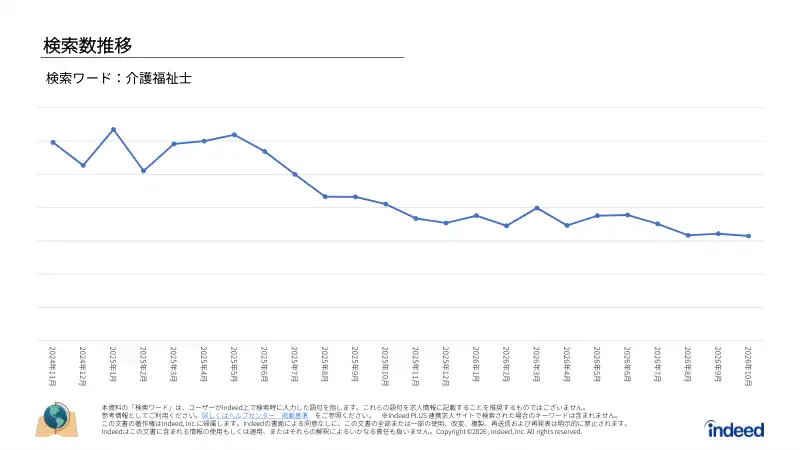 検索数推移
検索ワード：介護福祉士
2024年11月
2024年12月
2025年1月
2025年2月
2025年3月
2025年4月
2025年5月
2025年6月
2025年7月
2025年8月
2025年9月
2025年10月
2025年11月
2025年12月
2026年1月
2026年2月
2026年3月
2026年4月
2026年5月
2026年6月
2026年7月
2026年8月
2026年9月
2026年10月
本資料の「検索ワード」は、ユーザーがIndeed上で検索時に入力した語句を指します。これらの語句を求人情報に記載することを推奨するものではございません。
参考情報としてご利用ください。詳しくはヘルプセンター　掲載基準　をご参照ください。　※Indeed PLUS 連携求人サイトで検索された場合のキーワードは含まれません。
この文書の著作権はIndeed, Inc.に帰属します。Indeedの書面による同意なしに、この文書の全部または一部の使用、改変、複製、再送信および再発表は明示的に禁止されます。
Indeedはこの文書に含まれる情報の使用もしくは適用、またはそれらの解釈によるいかなる責任も負いません。Copyright ©2026 , Indeed, Inc. All rights reserved.
indeed